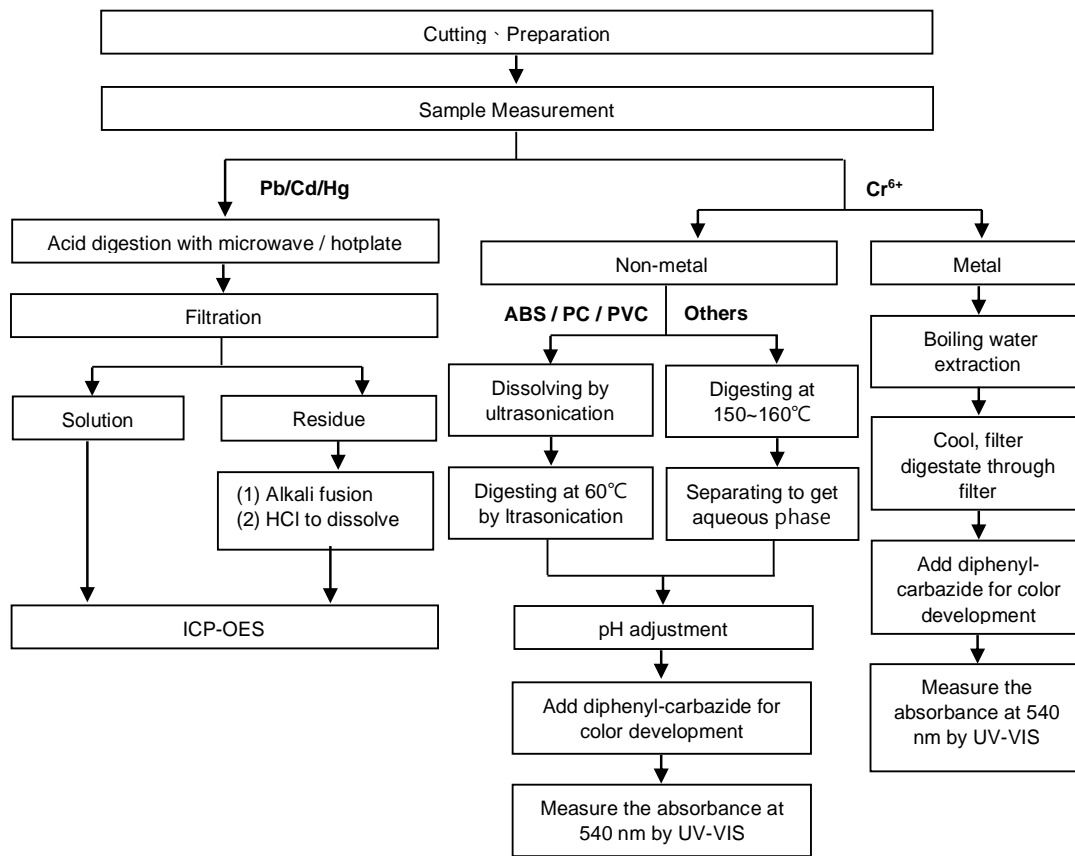 Cutting、Preparation
Sample Measurement
Pb/Cd/Hg
Cr6+
Acid digestion with microwave / hotplate
Non-metal
Metal
Filtration
ABS / PC / PVC
Others
Boiling water
extraction
Solution
Residue
Dissolving by
ultrasonication
Digesting at
150~160℃
Cool, filter
digestate through
filter
(1) Alkali fusion
(2) HCl to dissolve
Digesting at 60℃
by ltrasonication
Separating to get
aqueous phase
Add diphenyl-
carbazide for color
development
ICP-OES
pH adjustment
Measure the
absorbance at 540
nm by UV-VIS
Add diphenyl-carbazide for
color development
Measure the absorbance at
540 nm by UV-VIS